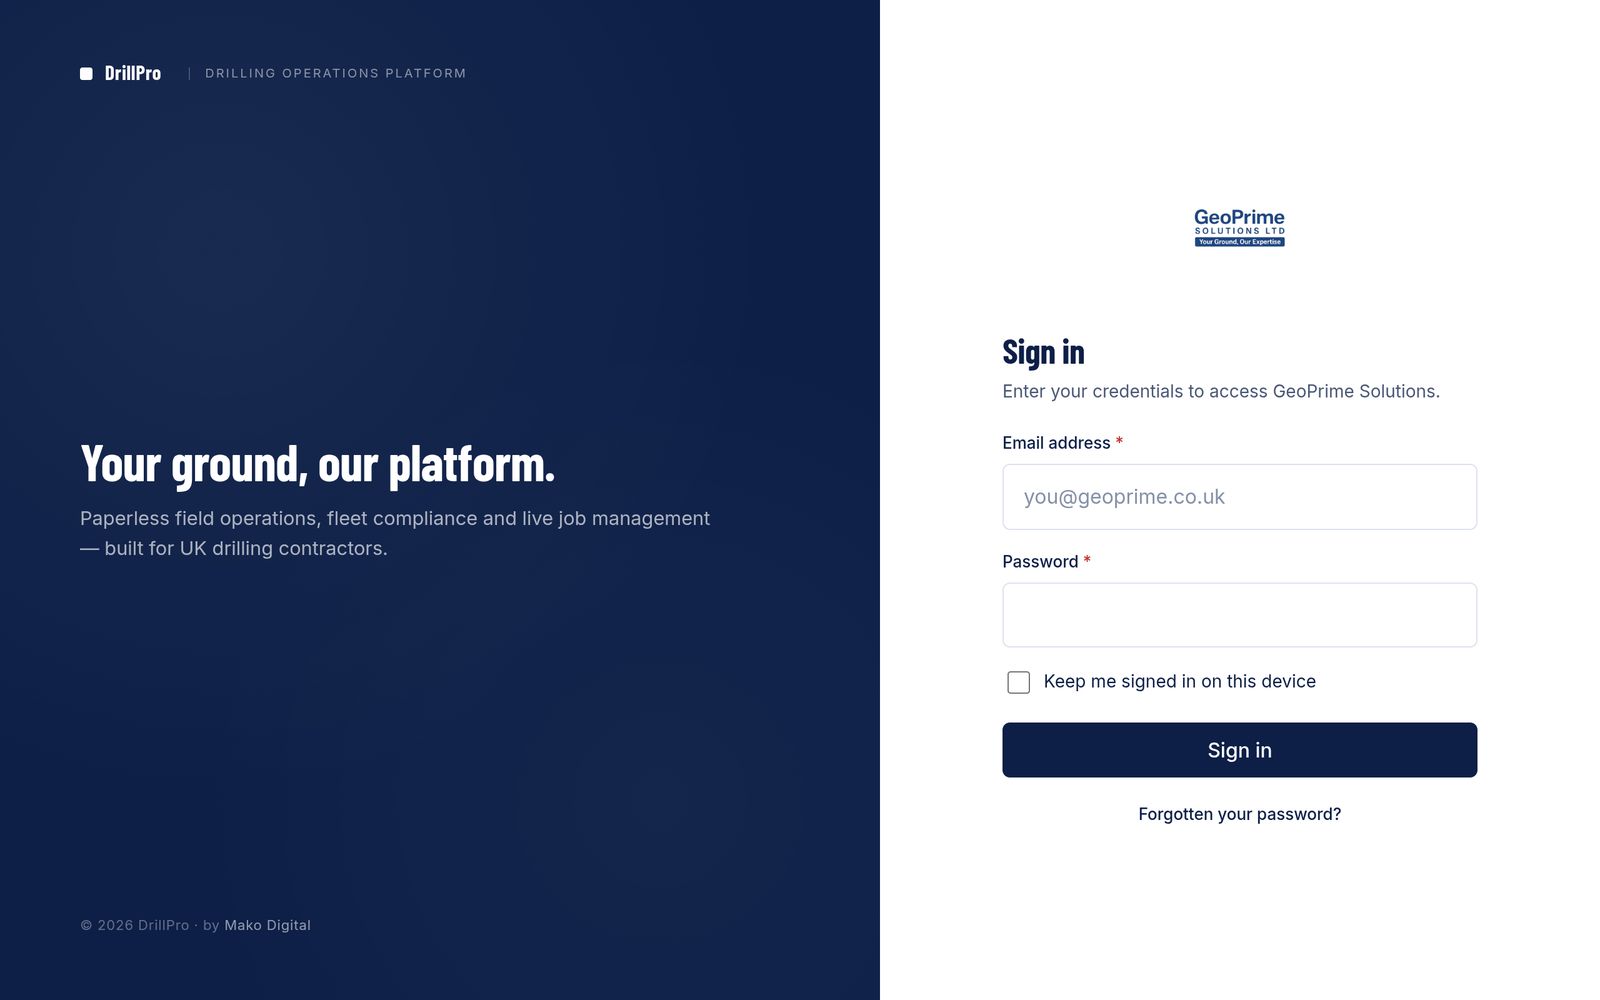 DrillPro | DRILLING OPERATIONS PLATFORM
Your ground, our platform.
Paperless field operations, fleet compliance and live job management
— built for UK drilling contractors.
© 2026 DrillPro · by Mako Digital
GeoPrime
SOLUTIONS LTD
Your Ground, Our Expertise
Sign in
Enter your credentials to access GeoPrime Solutions.
Email address *
you@geoprime.co.uk
Password *
Keep me signed in on this device
Sign in
Forgotten your password?